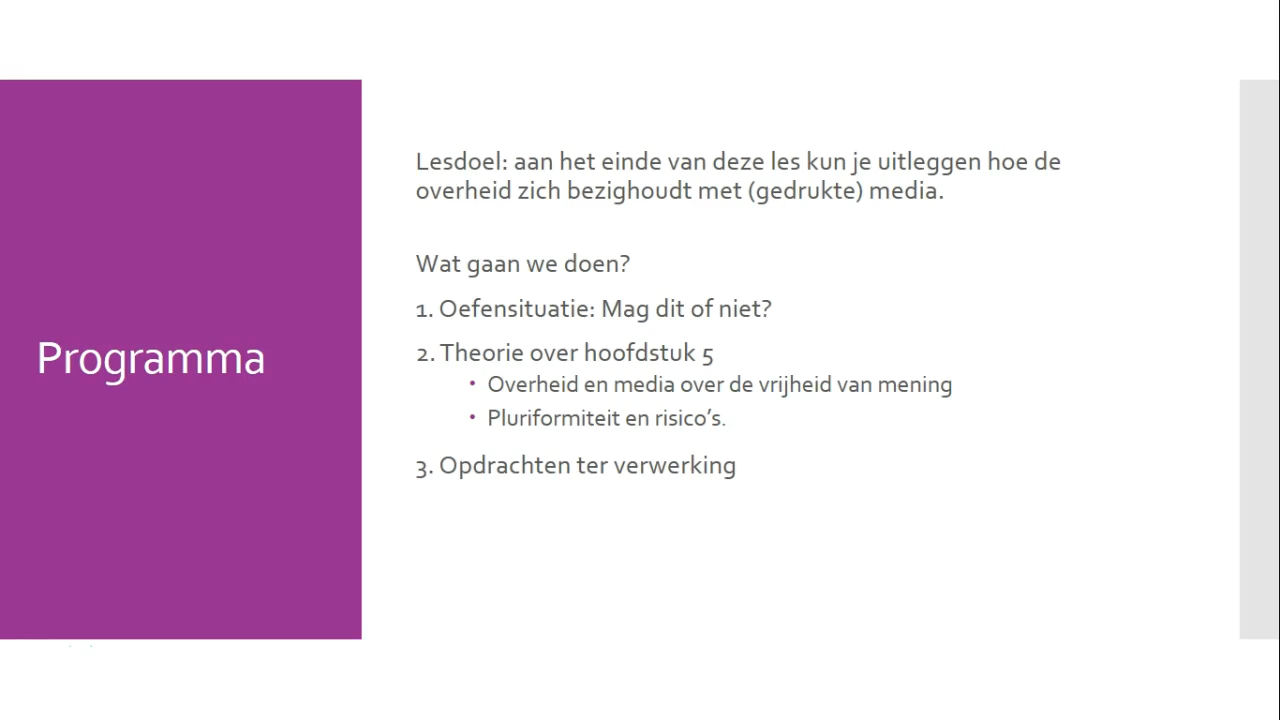 Programma
Lesdoel: aan het einde van deze les kun je uitleggen hoe de
overheid zich bezighoudt met (gedrukte) media.
Wat gaan we doen?
1. Oefensituatie: Mag dit of niet?
2. Theorie over hoofdstuk 5
• Overheid en media over de vrijheid van mening
• Pluriformiteit en risico’s.
3. Opdrachten ter verwerking